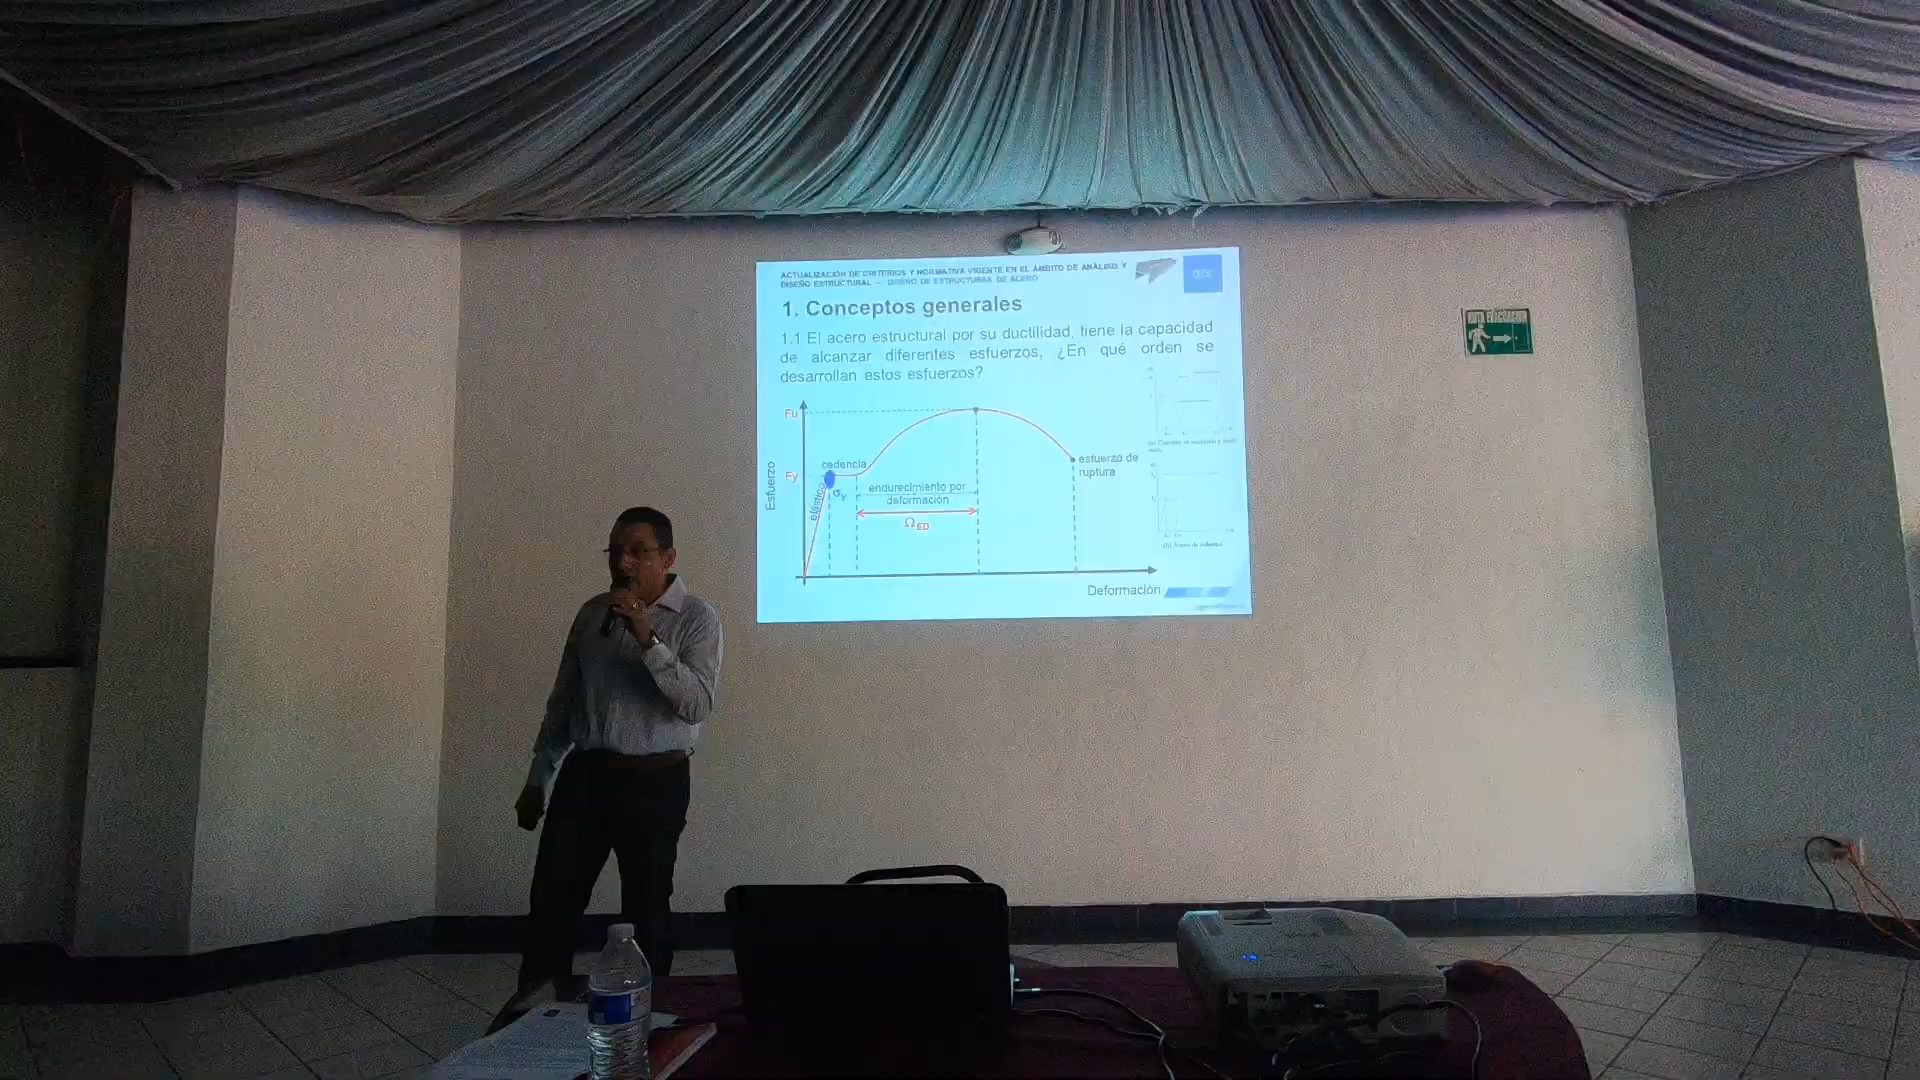 ACTUALIZACIÓN DE CRITERIOS Y NORMATIVA VIGENTE EN EL ÁMBITO DE ANÁLISIS Y
DISEÑO ESTRUCTURAL – DISEÑO DE ESTRUCTURAS DE ACERO
1. Conceptos generales
1.1 El acero estructural por su ductilidad, tiene la capacidad
de alcanzar diferentes esfuerzos, ¿En qué orden se
desarrollan estos esfuerzos?
Fu
cedencia
Fy
Esfuerzo
elástico
σy
endurecimiento por
deformación
ΩED
esfuerzo de
ruptura
Deformación
RUTA EVACUACION